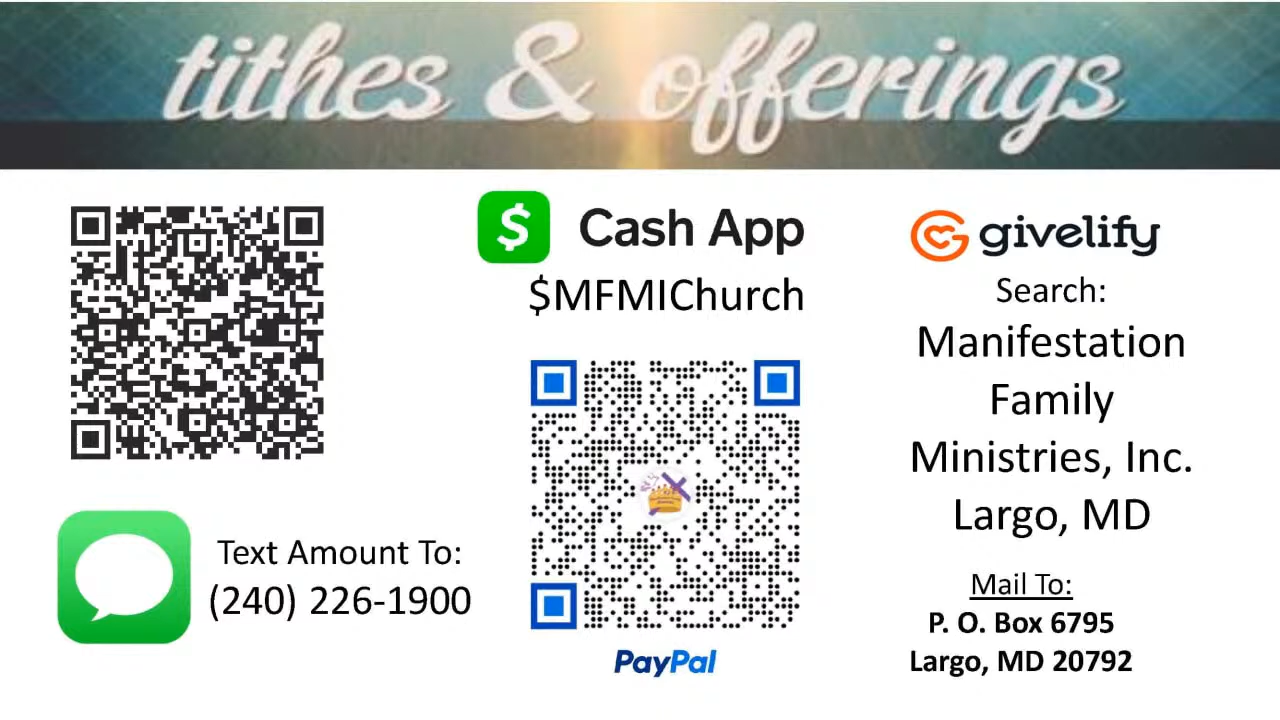 tithes & offerings
Cash App
$MFMIChurch
givelify
Search:
Manifestation
Family
Ministries, Inc.
Largo, MD
Text Amount To:
(240) 226-1900
PayPal
Mail To:
P. O. Box 6795
Largo, MD 20792